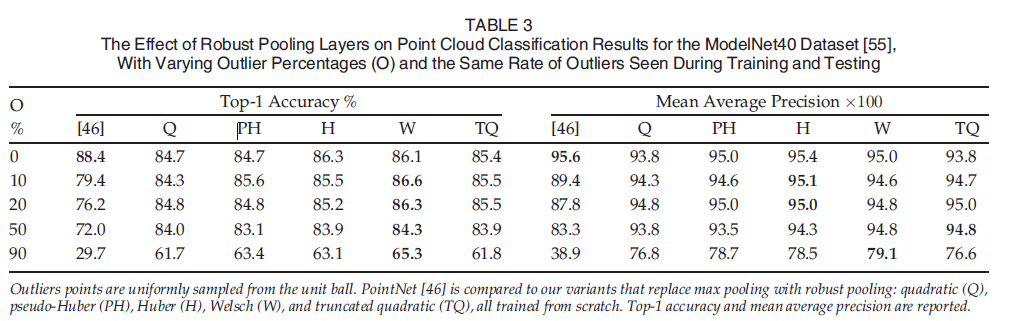 TABLE 3
The Effect of Robust Pooling Layers on Point Cloud Classification Results for the ModelNet40 Dataset [55],
With Varying Outlier Percentages (O) and the Same Rate of Outliers Seen During Training and Testing
O Top-1 Accuracy % Mean Average Precision ×100
% [46] Q PH H W TQ [46] Q PH H W TQ
0 88.4 84.7 84.7 86.3 86.1 85.4 95.6 93.8 95.0 95.4 95.0 93.8
10 79.4 84.3 85.6 85.5 86.6 85.5 89.4 94.3 94.6 95.1 94.6 94.7
20 76.2 84.8 84.8 85.2 86.3 85.5 87.8 94.8 95.0 95.0 94.8 95.0
50 72.0 84.0 83.1 83.9 84.3 83.9 83.3 93.8 93.5 94.3 94.8 94.8
90 29.7 61.7 63.4 63.1 65.3 61.8 38.9 76.8 78.7 78.5 79.1 76.6
Outliers points are uniformly sampled from the unit ball. PointNet [46] is compared to our variants that replace max pooling with robust pooling: quadratic (Q),
pseudo-Huber (PH), Huber (H), Welsch (W), and truncated quadratic (TQ), all trained from scratch. Top-1 accuracy and mean average precision are reported.